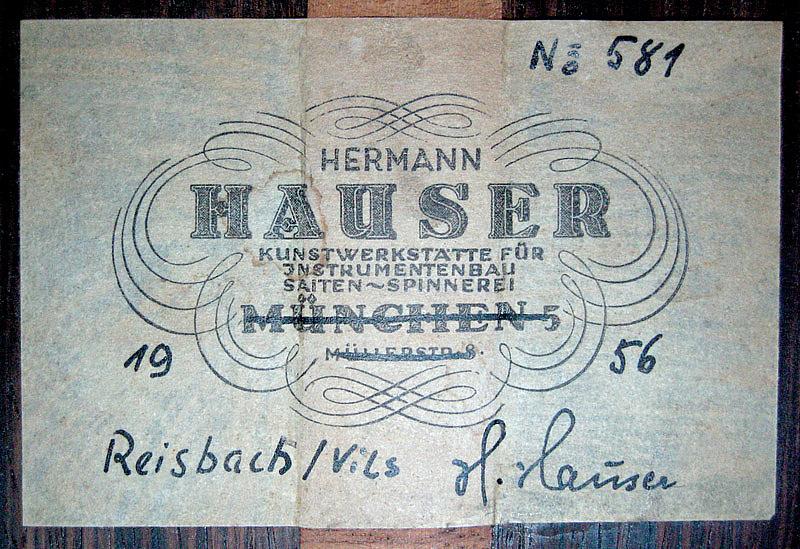 No 581
HERMANN
HAUSER
KUNSTWERKSTÄTTE FÜR
INSTRUMENTENBAU
SAITEN~SPINNEREI
MÜNCHEN 5
MÜLLERSTR. 8.
19 56
Reisbach/Vils H. Hauser